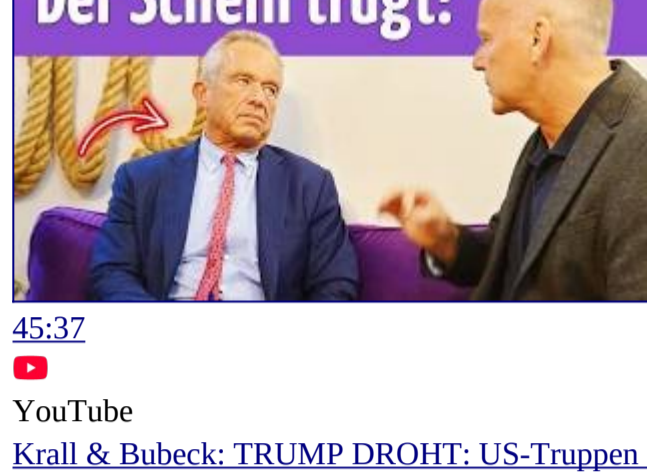 Der Schein trügt:
45:37
YouTube
Krall & Bubeck: TRUMP DROHT: US-Truppen